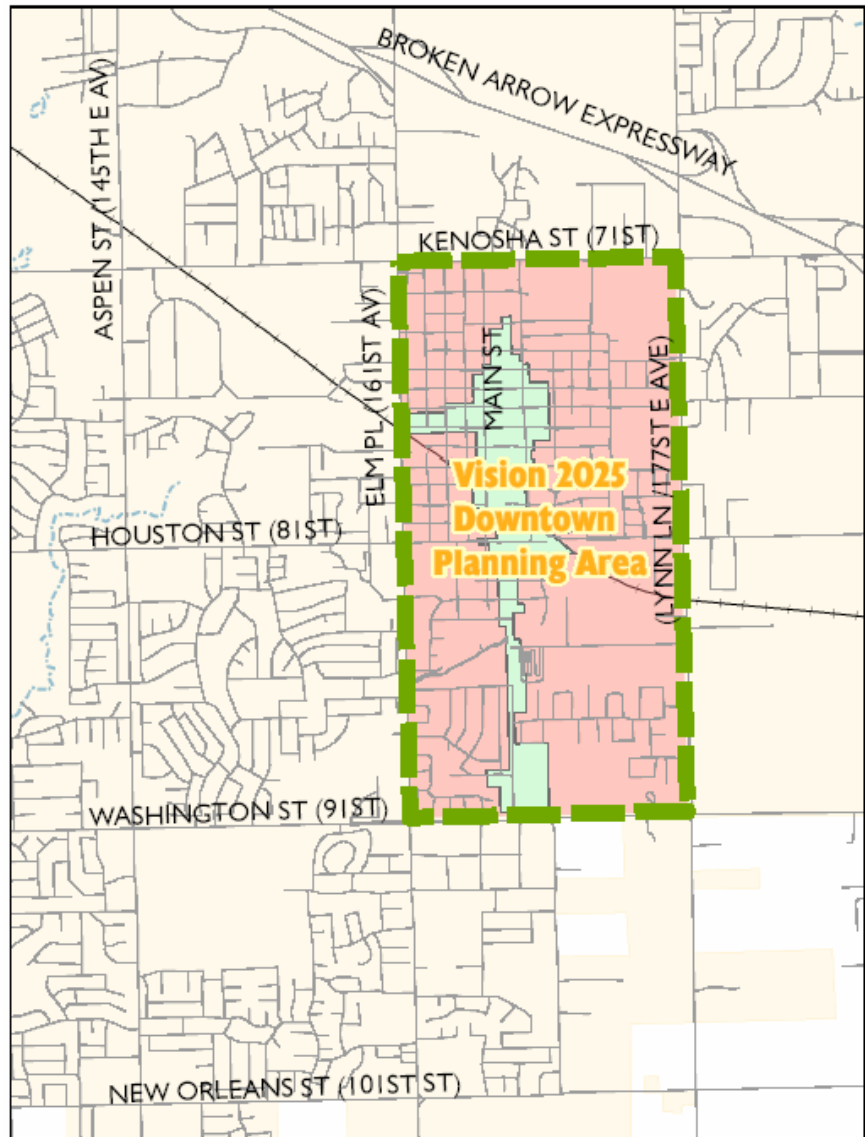 BROKEN ARROW EXPRESSWAY
ASPEN ST (145TH E AV)
KENOSHA ST (71ST)
ELM PL (161ST AV)
MAIN ST
(LYNN LN /177ST E AVE)
Vision 2025
Downtown
Planning Area
HOUSTON ST (81ST)
WASHINGTON ST (91ST)
NEW ORLEANS ST (101ST ST)